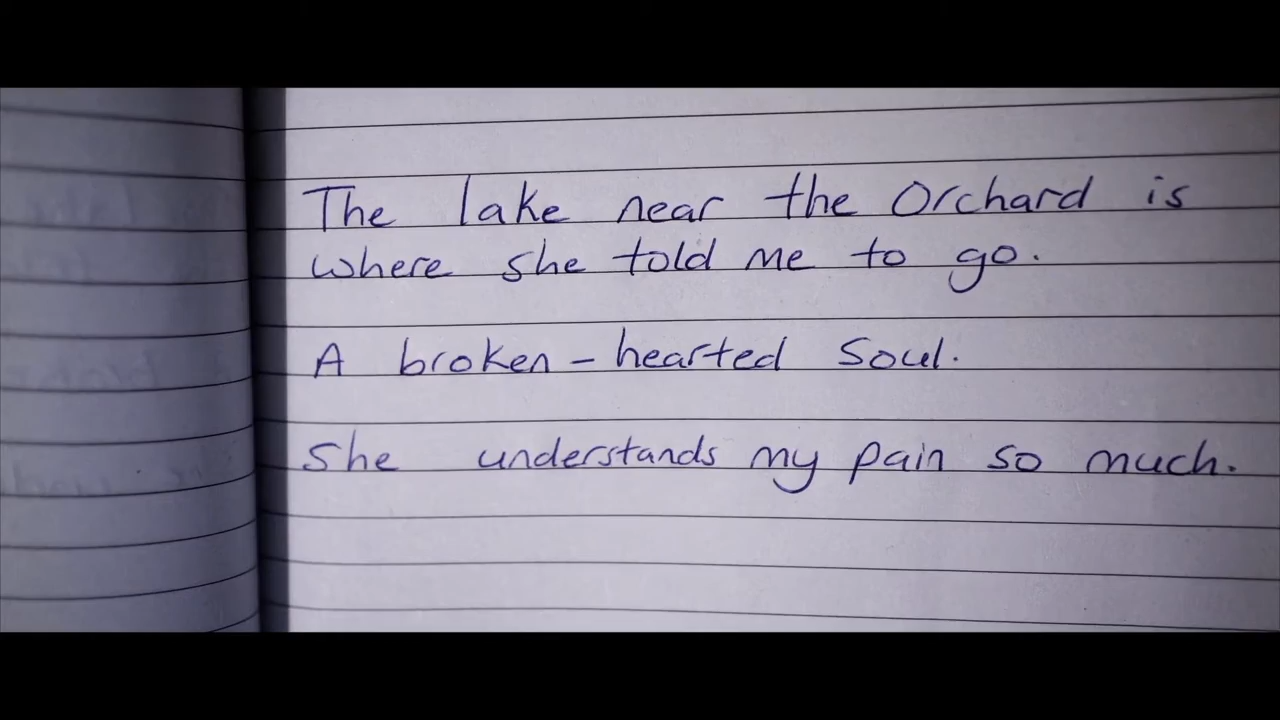 The lake near the Orchard is
where she told me to go.
A broken-hearted soul.
She understands my pain so much.